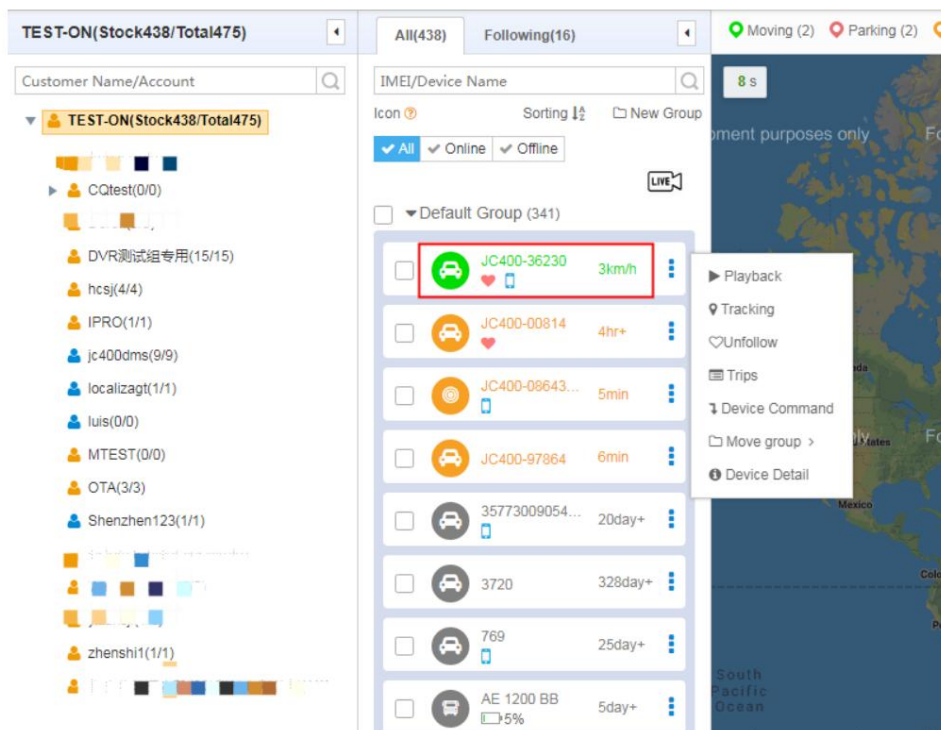 TEST-ON(Stock438/Total475)
Customer Name/Account
TEST-ON(Stock438/Total475)
CQtest(0/0)
DVR测试组专用(15/15)
hcsj(4/4)
IPRO(1/1)
jc400dms(9/9)
localizagt(1/1)
luis(0/0)
MTEST(0/0)
OTA(3/3)
Shenzhen123(1/1)
zhenshi1(1/1)
All(438) Following(16)
IMEI/Device Name
Icon Sorting New Group
All Online Offline
LIVE
Default Group (341)
JC400-36230 3km/h
JC400-00814 4hr+
JC400-08643... 5min
JC400-97864 6min
35773009054... 20day+
3720 328day+
769 25day+
AE 1200 BB 5day+
5%
Moving (2) Parking (2)
8 s
ment purposes only
Playback
Tracking
Unfollow
Trips
Device Command
Move group >
Device Detail
Mexico
South
Pacific
Ocean